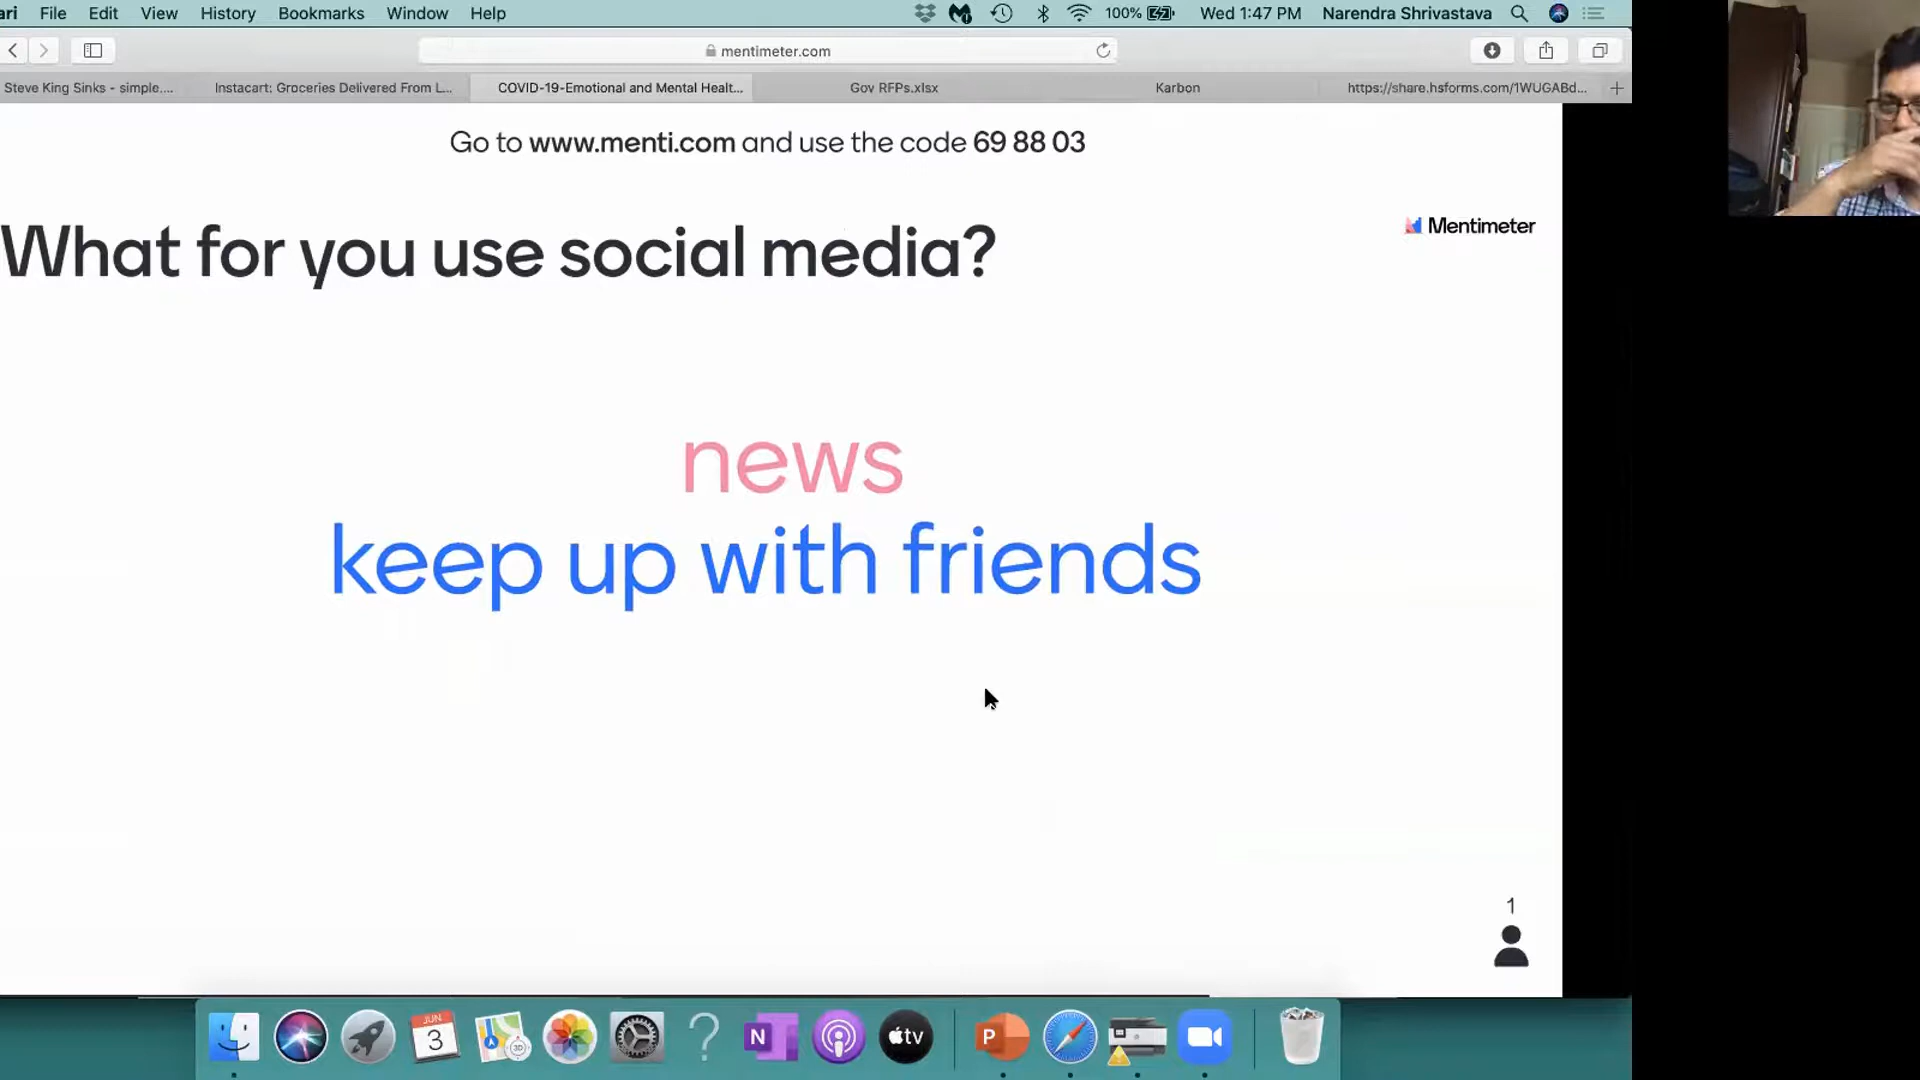 ari File Edit View History Bookmarks Window Help 100% Wed 1:47 PM Narendra Shrivastava
mentimeter.com
Steve King Sinks - simple.... Instacart: Groceries Delivered From L... COVID-19-Emotional and Mental Healt... Gov RFPs.xlsx Karbon https://share.hsforms.com/1WUGABd...
Go to www.menti.com and use the code 69 88 03
Mentimeter
What for you use social media?
news
keep up with friends
1
JUN
3
3D
N
tv
P